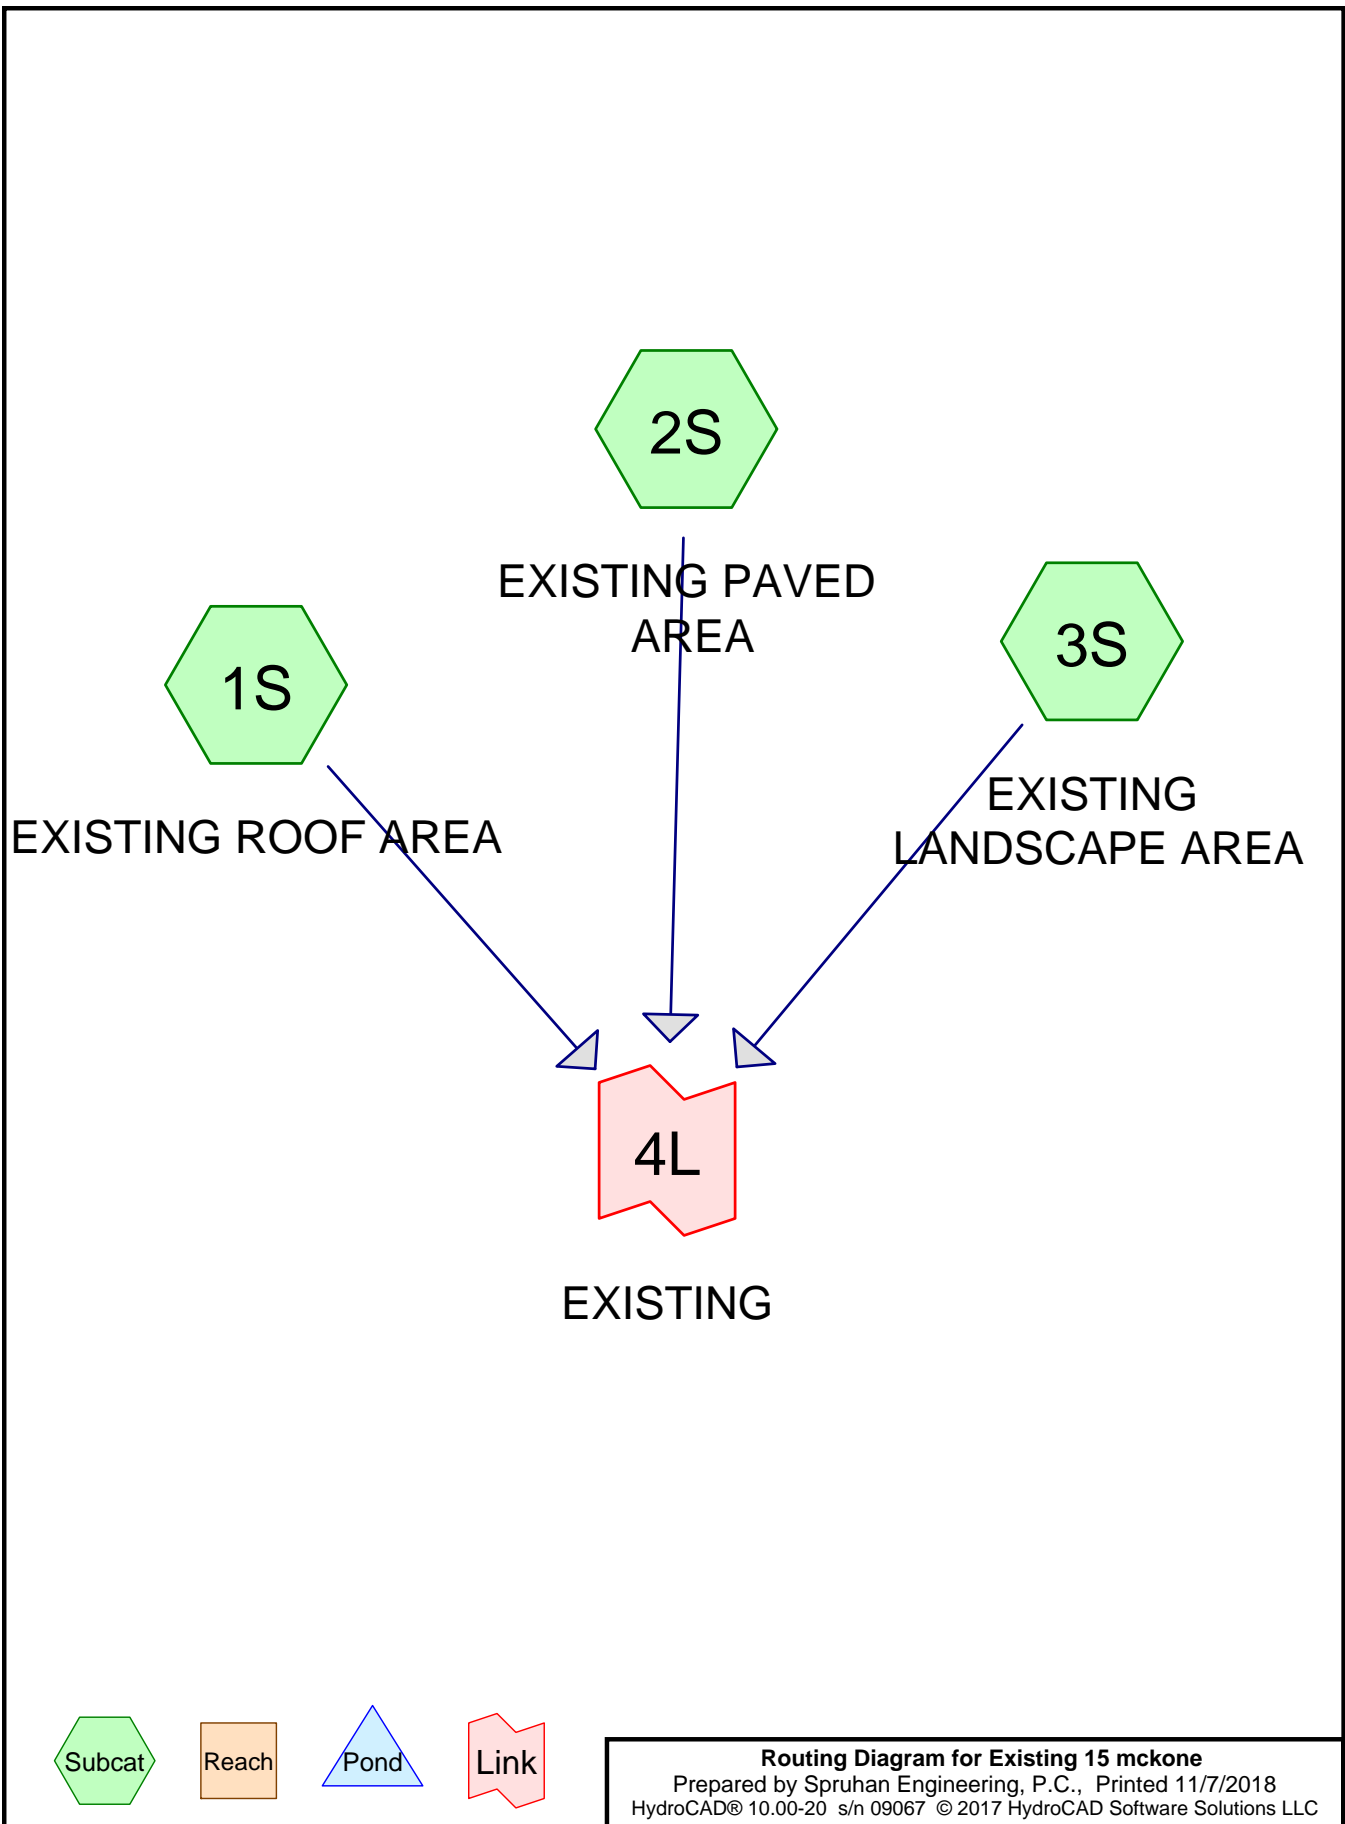 2S
EXISTING PAVED
AREA
3S
EXISTING
LANDSCAPE AREA
1S
EXISTING ROOF AREA
4L
EXISTING
Subcat
Reach
Pond
Link
Routing Diagram for Existing 15 mckone
Prepared by Spruhan Engineering, P.C., Printed 11/7/2018
HydroCAD® 10.00-20 s/n 09067 © 2017 HydroCAD Software Solutions LLC